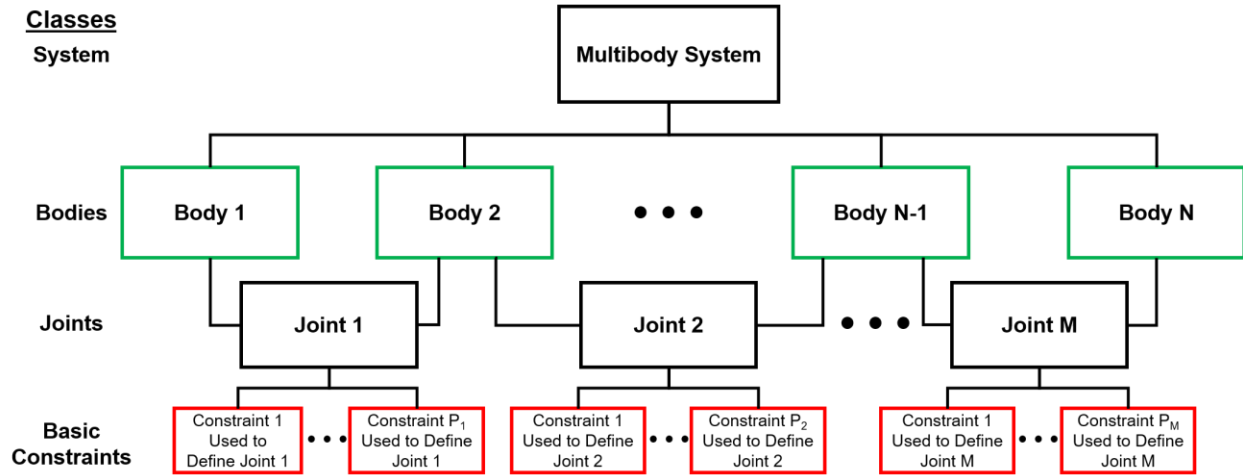 Classes
System
Multibody System
Bodies
Body 1
Body 2
Body N-1
Body N
Joints
Joint 1
Joint 2
Joint M
Basic
Constraints
Constraint 1
Used to
Define Joint 1
Constraint P₁
Used to Define
Joint 1
Constraint 1
Used to Define
Joint 2
Constraint P₂
Used to Define
Joint 2
Constraint 1
Used to Define
Joint M
Constraint Pₘ
Used to Define
Joint M